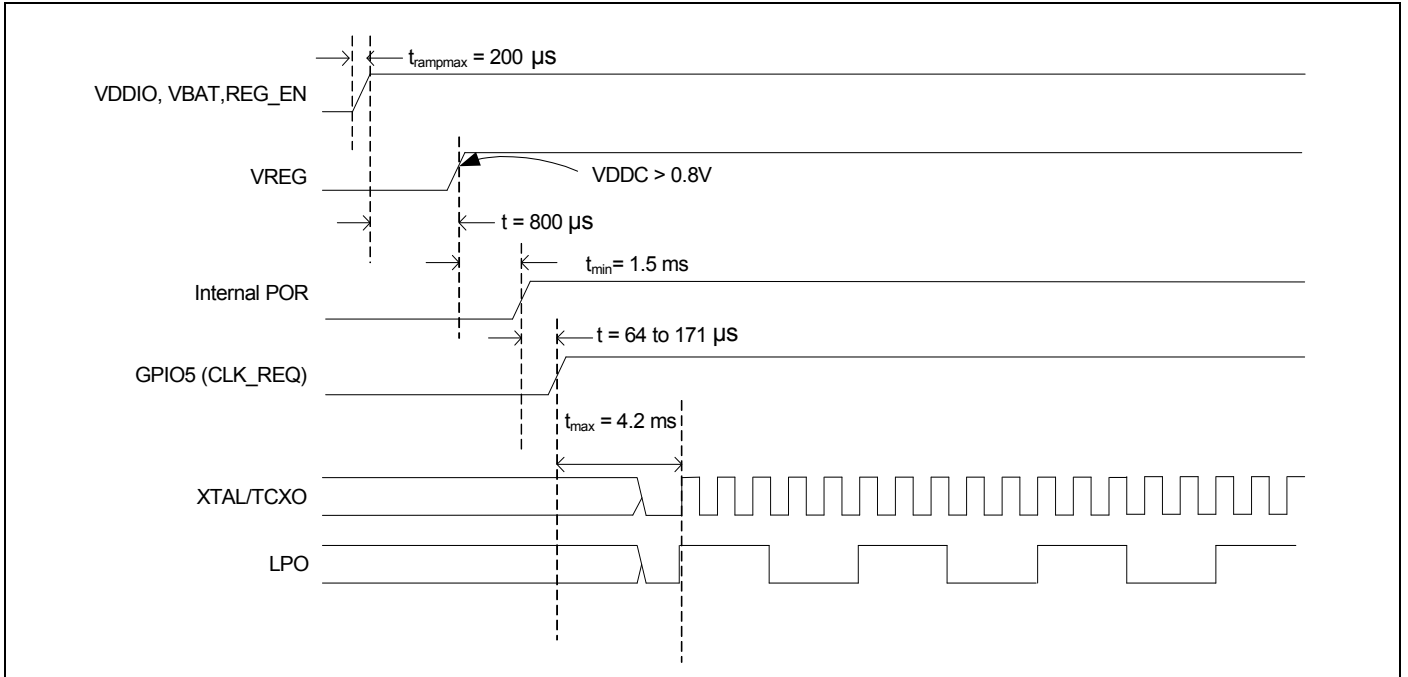 t_rampmax = 200 µs
VDDIO, VBAT,REG_EN
VREG
VDDC > 0.8V
t = 800 µs
t_min= 1.5 ms
Internal POR
t = 64 to 171 µs
GPIO5 (CLK_REQ)
t_max = 4.2 ms
XTAL/TCXO
LPO